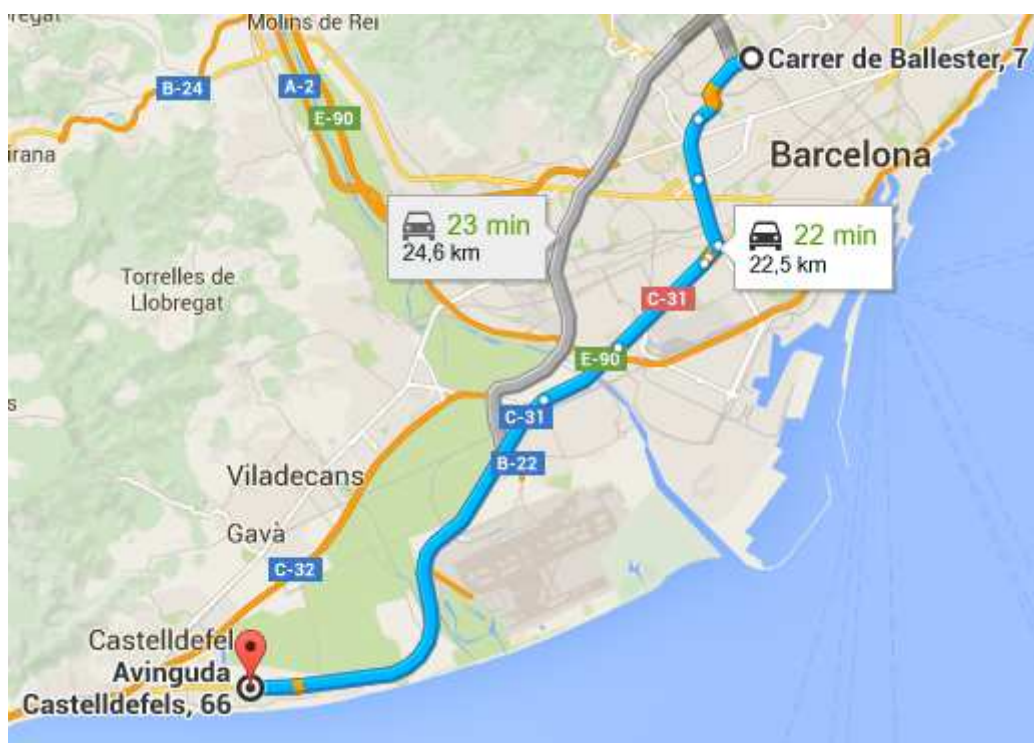 Molins de Rei
B-24
A-2
E-90
Carrer de Ballester, 7
Barcelona
23 min
24,6 km
22 min
22,5 km
Torrelles de
Llobregat
C-31
E-90
C-31
B-22
Viladecans
Gavà
C-32
Castelldefel
Avinguda
Castelldefels, 66